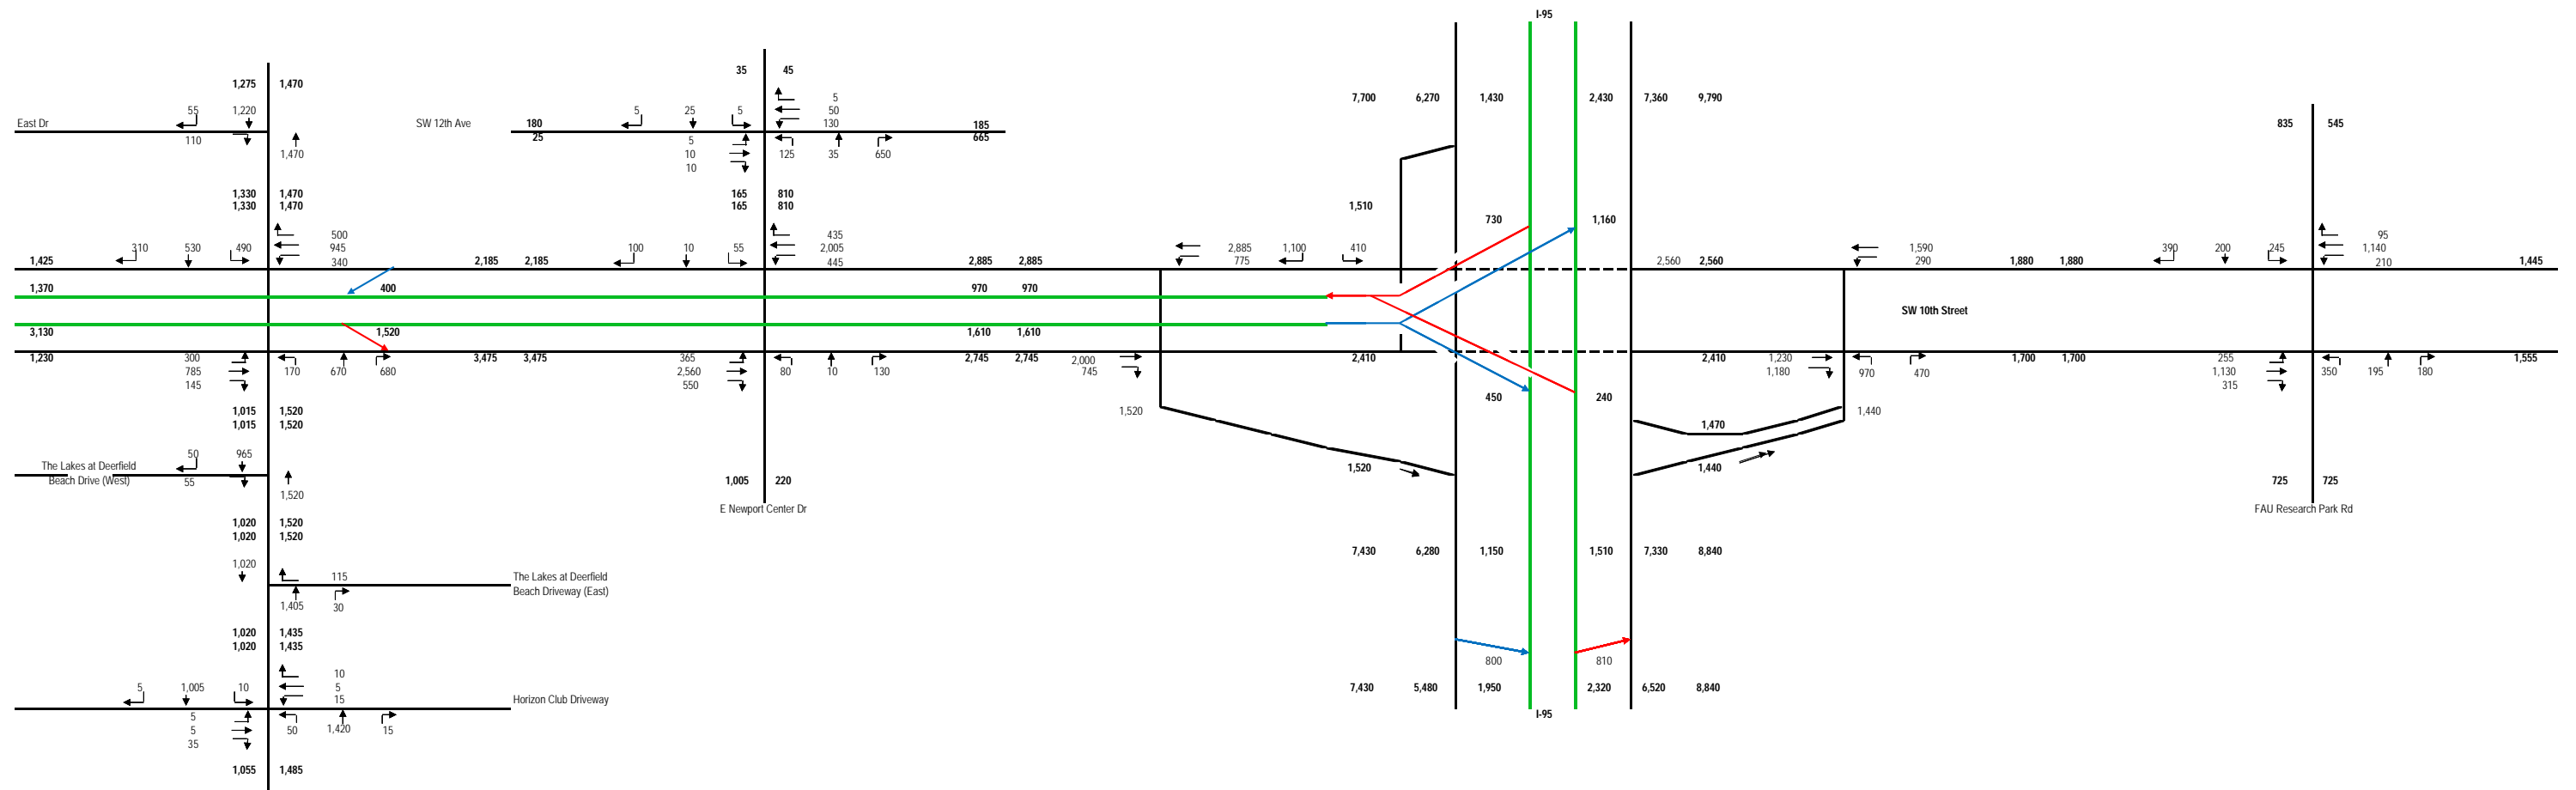 I-95
35 45
1,275 1,470
7,700 6,270 1,430 2,430 7,360 9,790
55 1,220
5 25 5
5
50
130
East Dr
SW 12th Ave
180
25
185
665
835 545
110
1,470
5
10
10
125 35 650
1,330 1,470
1,330 1,470
165 810
165 810
1,510
730
1,160
310 530 490
500
945
340
100 10 55
435
2,005
445
2,885
775
1,100 410
1,590
290
390 200 245
95
1,140
210
1,425 2,185 2,185 2,885 2,885 2,560 2,560 1,880 1,880 1,445
1,370 400 970 970
SW 10th Street
3,130 1,520 1,610 1,610
1,230 3,475 3,475 2,745 2,745 2,410 2,410 1,700 1,700 1,555
300
785
145
170 670 680
365
2,560
550
80 10 130
2,000
745
1,230
1,180
970 470
255
1,130
315
350 195 180
450 240
1,015 1,520
1,015 1,520
1,520
1,470
1,440
50 965
The Lakes at Deerfield
Beach Drive (West)
55
1,520
1,520
1,440
1,005 220
725 725
E Newport Center Dr
FAU Research Park Rd
1,020 1,520
1,020 1,520
7,430 6,280 1,150 1,510 7,330 8,840
1,020
115
The Lakes at Deerfield
Beach Driveway (East)
1,405 30
1,020 1,435
1,020 1,435
800 810
10
5
15
5 1,005 10
7,430 5,480 1,950 2,320 6,520 8,840
Horizon Club Driveway
I-95
5
5
35
50 1,420 15
1,055 1,485